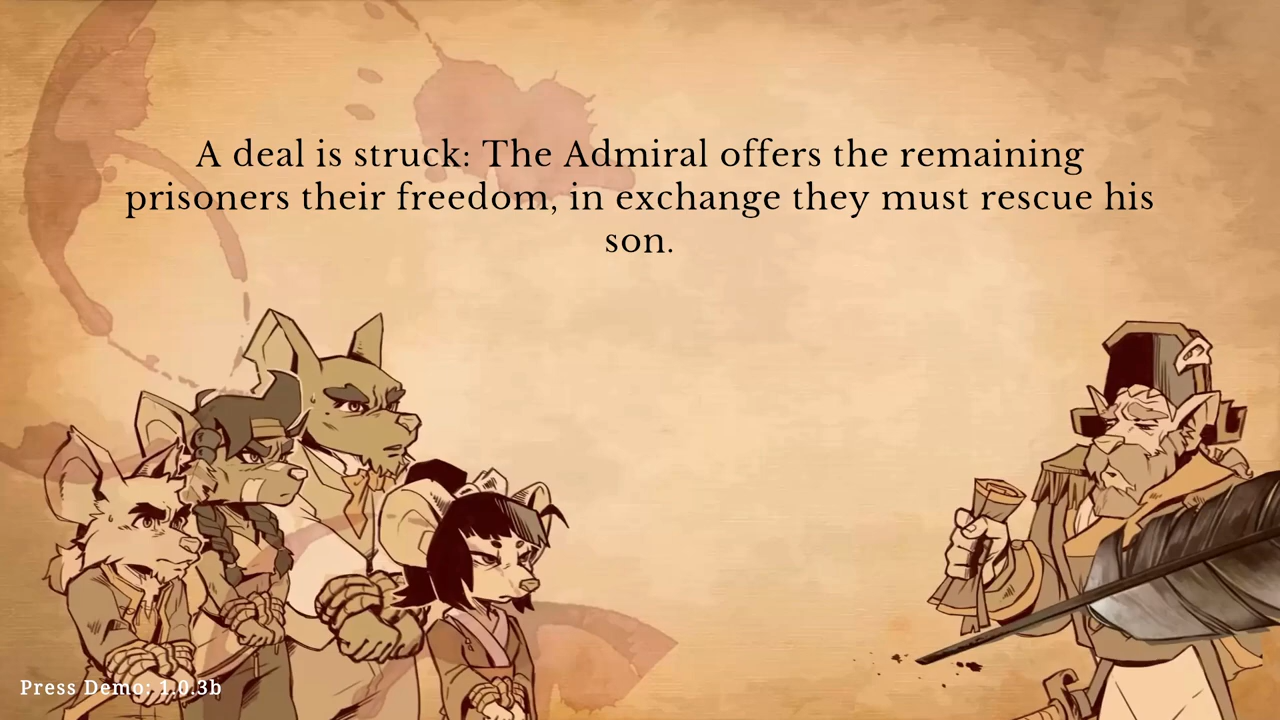 A deal is struck: The Admiral offers the remaining
prisoners their freedom, in exchange they must rescue his
son.
Press Demo: 1.0.3b